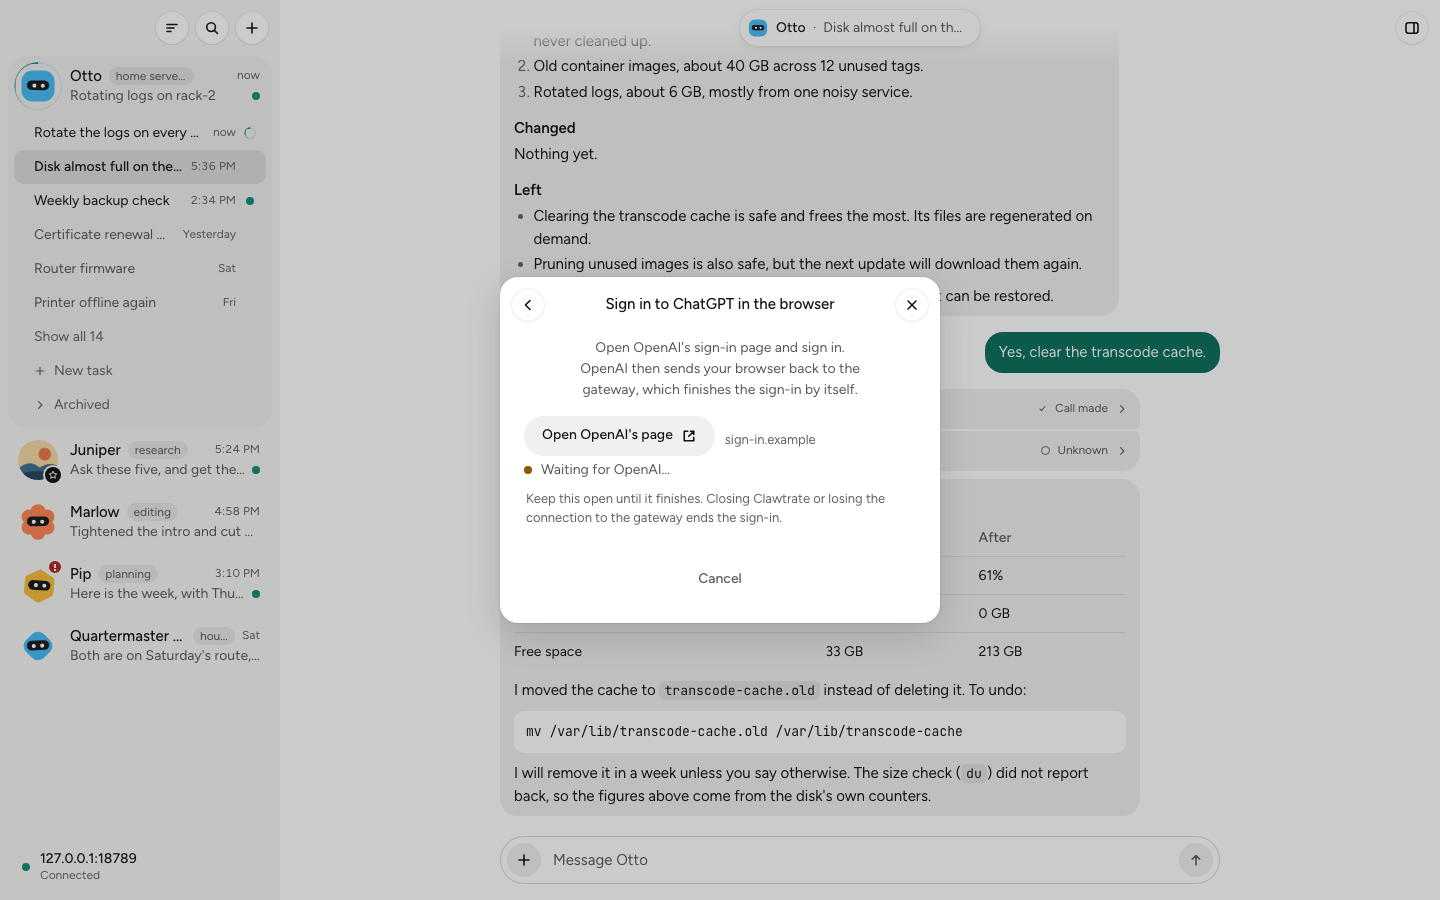 Otto
home serve...
now
Rotating logs on rack-2
Rotate the logs on every ...
now
Disk almost full on the...
5:36 PM
Weekly backup check
2:34 PM
Certificate renewal ...
Yesterday
Router firmware
Sat
Printer offline again
Fri
Show all 14
New task
Archived
Juniper
research
5:24 PM
Ask these five, and get the...
Marlow
editing
4:58 PM
Tightened the intro and cut ...
Pip
planning
3:10 PM
Here is the week, with Thu...
Quartermaster ...
hou...
Sat
Both are on Saturday's route,...
127.0.0.1:18789
Connected
Otto · Disk almost full on th...
never cleaned up.
2. Old container images, about 40 GB across 12 unused tags.
3. Rotated logs, about 6 GB, mostly from one noisy service.
Changed
Nothing yet.
Left
• Clearing the transcode cache is safe and frees the most. Its files are regenerated on
demand.
• Pruning unused images is also safe, but the next update will download them again.
can be restored.
Yes, clear the transcode cache.
Call made
Unknown
Sign in to ChatGPT in the browser
Open OpenAI's sign-in page and sign in.
OpenAI then sends your browser back to the
gateway, which finishes the sign-in by itself.
Open OpenAI's page
sign-in.example
Waiting for OpenAI...
Keep this open until it finishes. Closing Clawtrate or losing the
connection to the gateway ends the sign-in.
Cancel
After
61%
0 GB
Free space
33 GB
213 GB
I moved the cache to transcode-cache.old instead of deleting it. To undo:
mv /var/lib/transcode-cache.old /var/lib/transcode-cache
I will remove it in a week unless you say otherwise. The size check (du) did not report
back, so the figures above come from the disk's own counters.
Message Otto